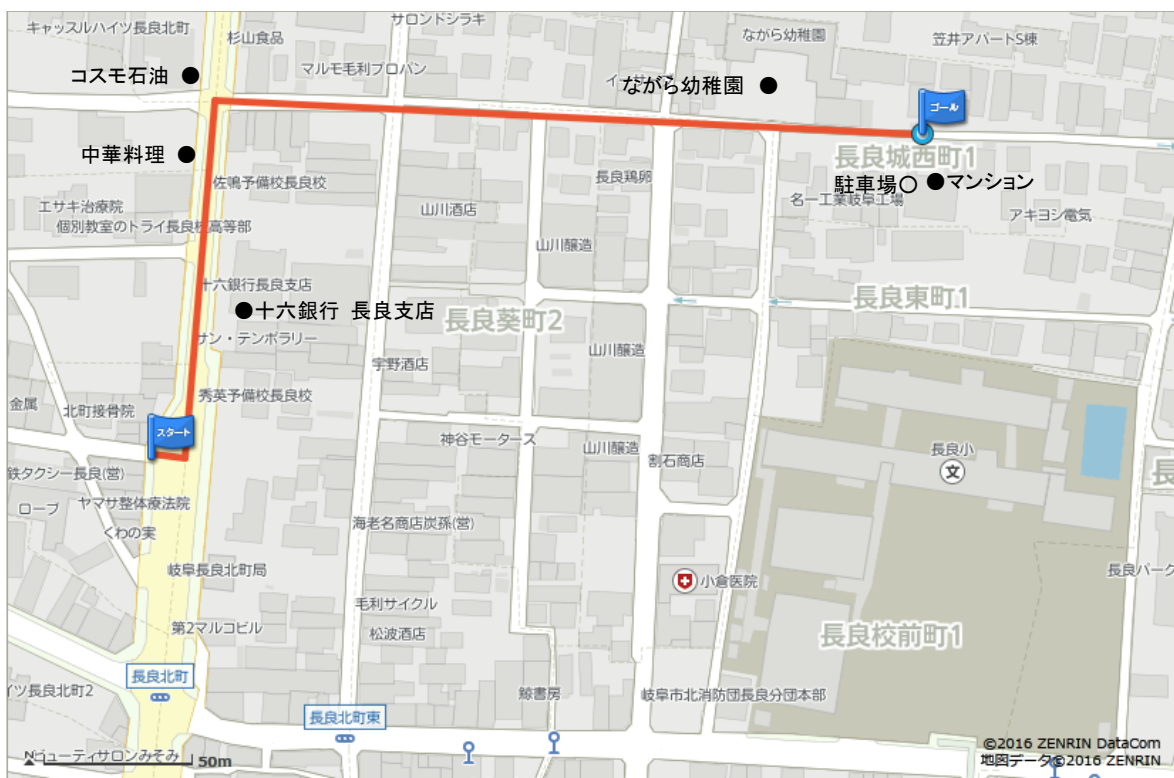 サロンドシラキ
キャッスルハイツ長良北町
杉山食品
ながら幼稚園
笠井アパートS棟
マルモ毛利プロパン
コスモ石油 ●
ながら幼稚園 ●
ゴール
中華料理 ●
長良城西町1
佐鳴予備校長良校
長良鶏卵
駐車場○ ●マンション
名一工業岐阜工場
エサキ治療院
山川酒店
アキヨシ電気
個別教室のトライ長良校高等部
山川醸造
十六銀行長良支店
長良東町1
●十六銀行 長良支店
長良葵町2
サン・テンポラリー
山川醸造
宇野酒店
秀英予備校長良校
金属
北町接骨院
スタート
神谷モータース
山川醸造
長良小
割石商店
文
鉄タクシー長良(営)
長
ローブ
ヤマサ整体療法院
くわの実
海老名商店炭孫(営)
岐阜長良北町局
小倉医院
長良パーク
毛利サイクル
第2マルコビル
松波酒店
長良校前町1
長良北町
イツ長良北町2
鯨書房
岐阜市北消防団長良分団本部
長良北町東
©2016 ZENRIN DataCom
N
ビューティサロンみそみ
50m
地図データ©2016 ZENRIN